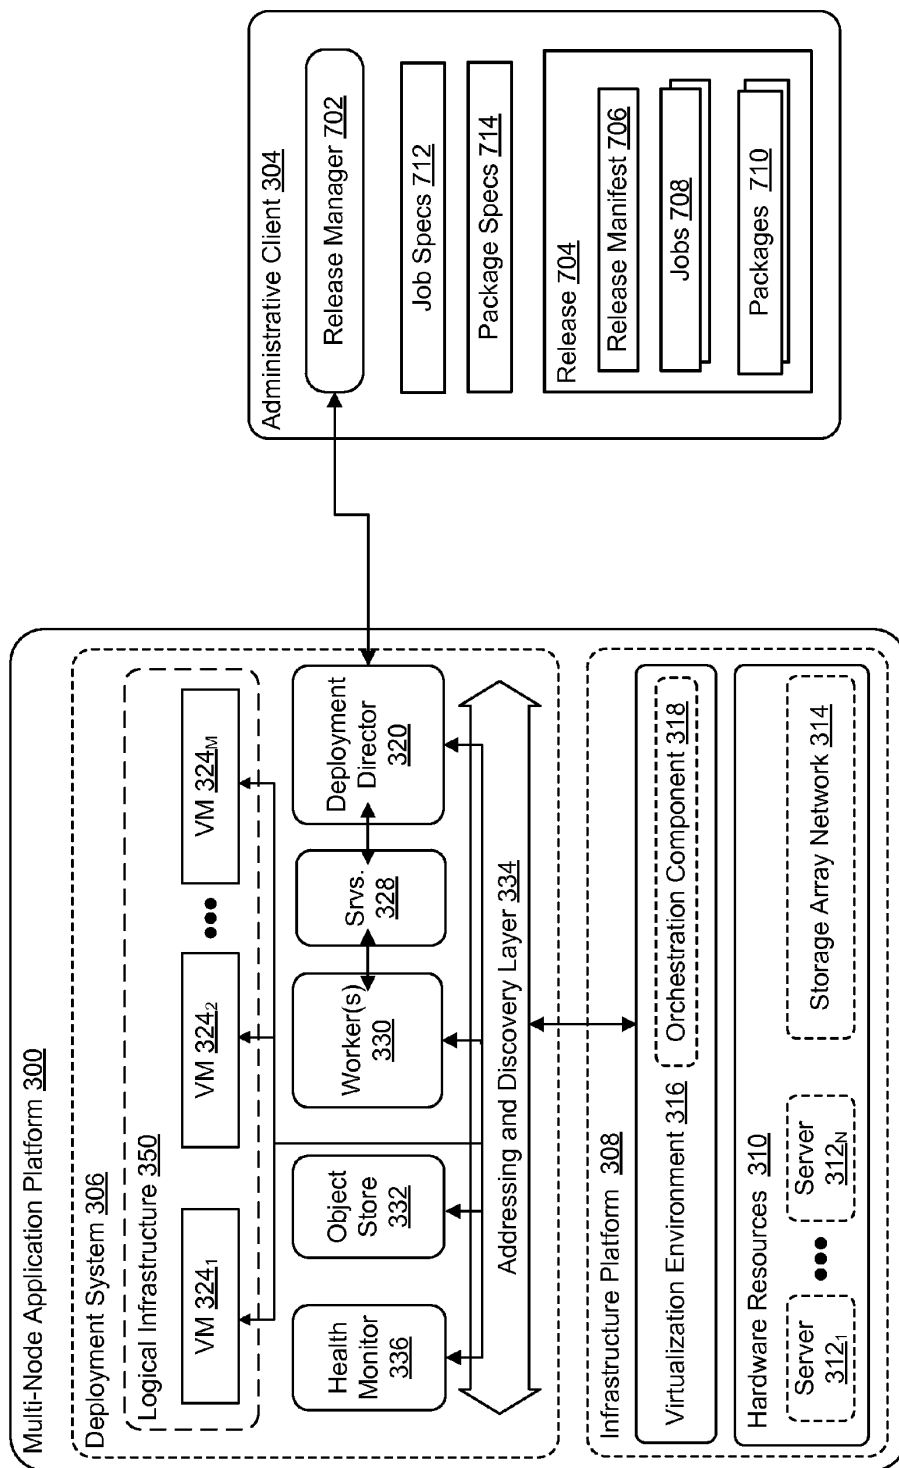 Multi-Node Application Platform 300
Deployment System 306
Logical Infrastructure 350
VM 324₁
VM 324₂
●●●
VM 324M
Health
Monitor
336
Object
Store
332
Worker(s)
330
Srvs.
328
Deployment
Director
320
Addressing and Discovery Layer 334
Infrastructure Platform 308
Virtualization Environment 316
Orchestration Component 318
Hardware Resources 310
Server
312₁
●●●
Server
312N
Storage Array Network 314
Administrative Client 304
Release Manager 702
Job Specs 712
Package Specs 714
Release 704
Release Manifest 706
Jobs 708
Packages 710